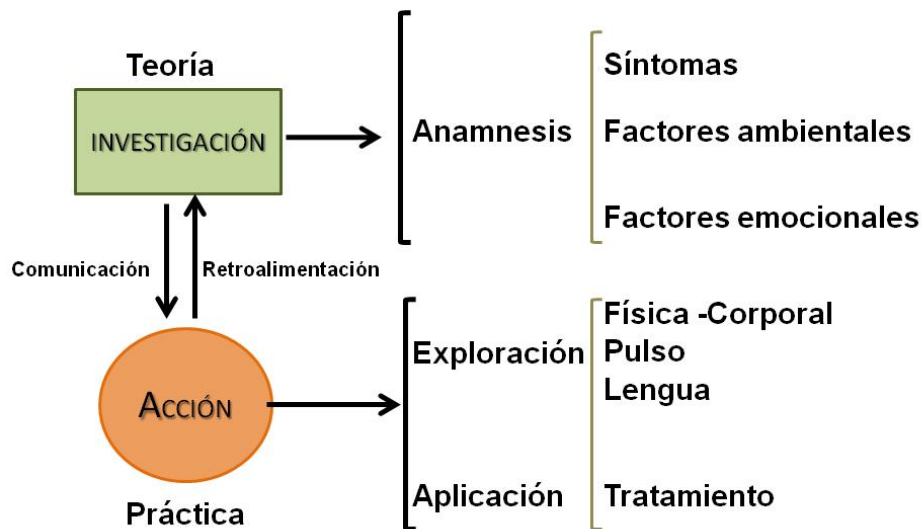 Teoría
INVESTIGACIÓN
Anamnesis
Síntomas
Factores ambientales
Factores emocionales
Comunicación
Retroalimentación
ACCIÓN
Práctica
Exploración
Física -Corporal
Pulso
Lengua
Aplicación
Tratamiento